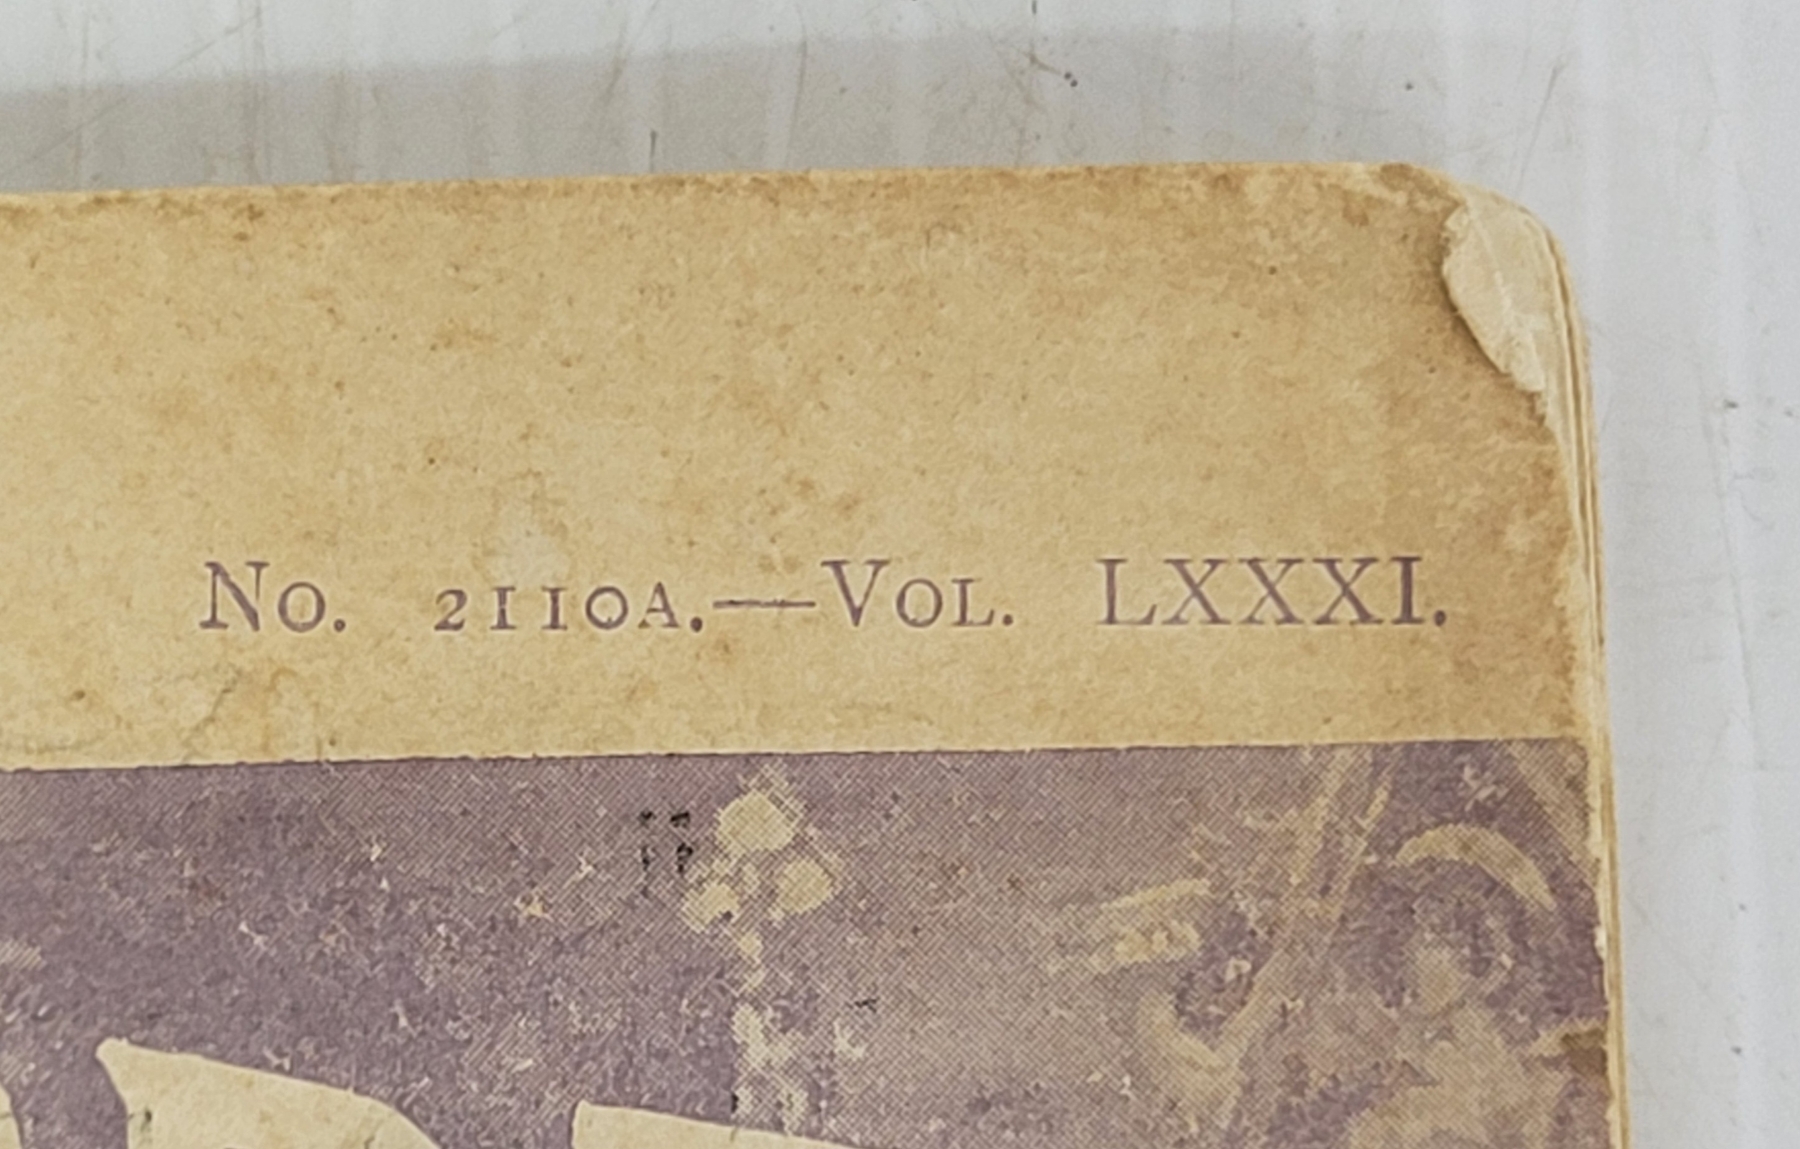 No. 2110A.—Vol. LXXXI.